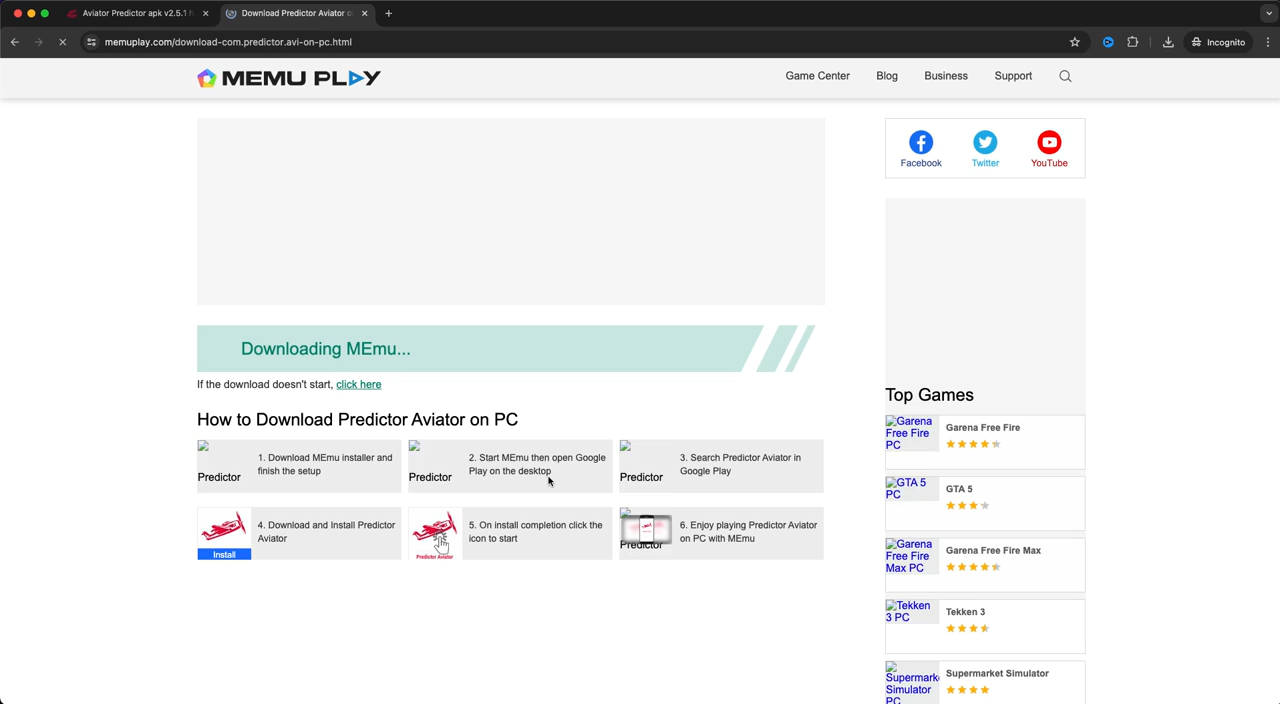 Aviator Predictor apk v2.5.1
Download Predictor Aviator o
memuplay.com/download-com.predictor.avi-on-pc.html
Incognito
MEMU PLAY
Game Center
Blog
Business
Support
Facebook
Twitter
YouTube
Downloading MEmu...
If the download doesn't start, click here
How to Download Predictor Aviator on PC
Predictor
1. Download MEmu installer and
finish the setup
Predictor
2. Start MEmu then open Google
Play on the desktop
Predictor
3. Search Predictor Aviator in
Google Play
Install
4. Download and Install Predictor
Aviator
Predictor Aviator
5. On install completion click the
icon to start
Predictor
6. Enjoy playing Predictor Aviator
on PC with MEmu
Top Games
Garena
Free Fire
PC
Garena Free Fire
GTA 5
PC
GTA 5
Garena
Free Fire
Max PC
Garena Free Fire Max
Tekken
3 PC
Tekken 3
Supermarke
Simulator
PC
Supermarket Simulator